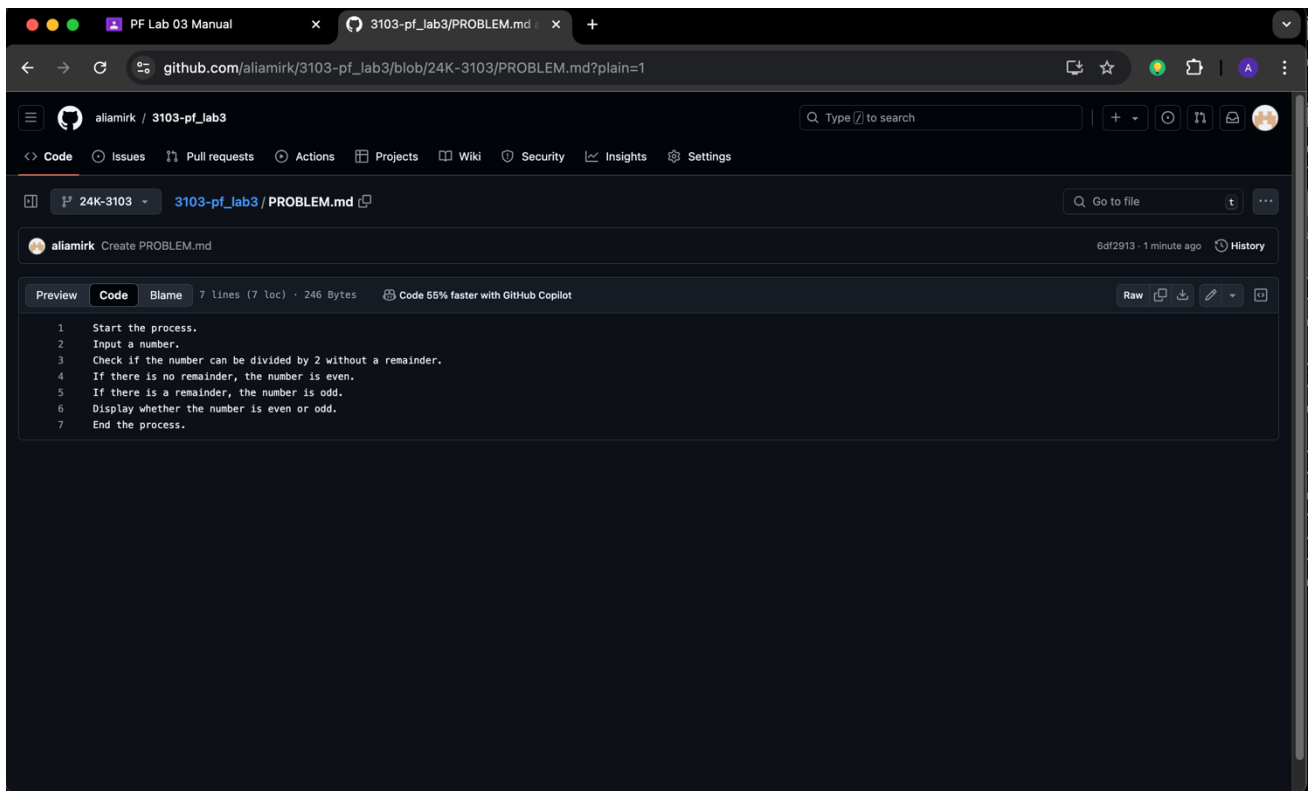 PF Lab 03 Manual
3103-pf_lab3/PROBLEM.md
github.com/aliamirk/3103-pf_lab3/blob/24K-3103/PROBLEM.md?plain=1
A
aliamirk / 3103-pf_lab3
Type / to search
Code Issues Pull requests Actions Projects Wiki Security Insights Settings
24K-3103 3103-pf_lab3 / PROBLEM.md
Go to file t
aliamirk Create PROBLEM.md
6df2913 · 1 minute ago History
Preview Code Blame 7 lines (7 loc) · 246 Bytes Code 55% faster with GitHub Copilot Raw
1 Start the process.
2 Input a number.
3 Check if the number can be divided by 2 without a remainder.
4 If there is no remainder, the number is even.
5 If there is a remainder, the number is odd.
6 Display whether the number is even or odd.
7 End the process.